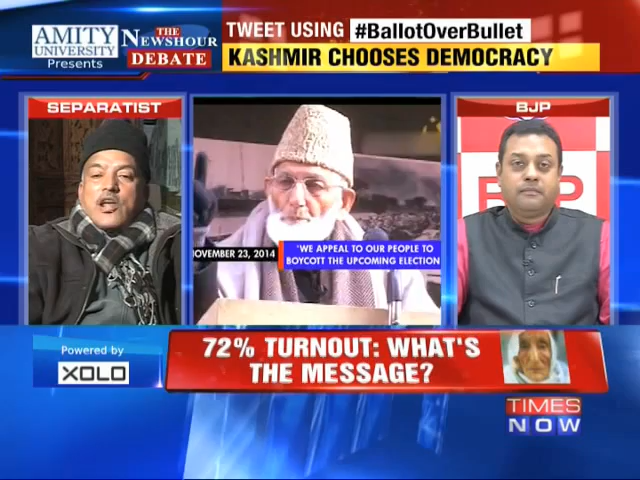 AMITY
UNIVERSITY
Presents
THE
NEWSHOUR
DEBATE
TWEET USING #BallotOverBullet
KASHMIR CHOOSES DEMOCRACY
SEPARATIST
BJP
OVEMBER 23, 2014
'WE APPEAL TO OUR PEOPLE TO
BOYCOTT THE UPCOMING ELECTION
Powered by
XOLO
72% TURNOUT: WHAT'S
THE MESSAGE?
TIMES
NOW